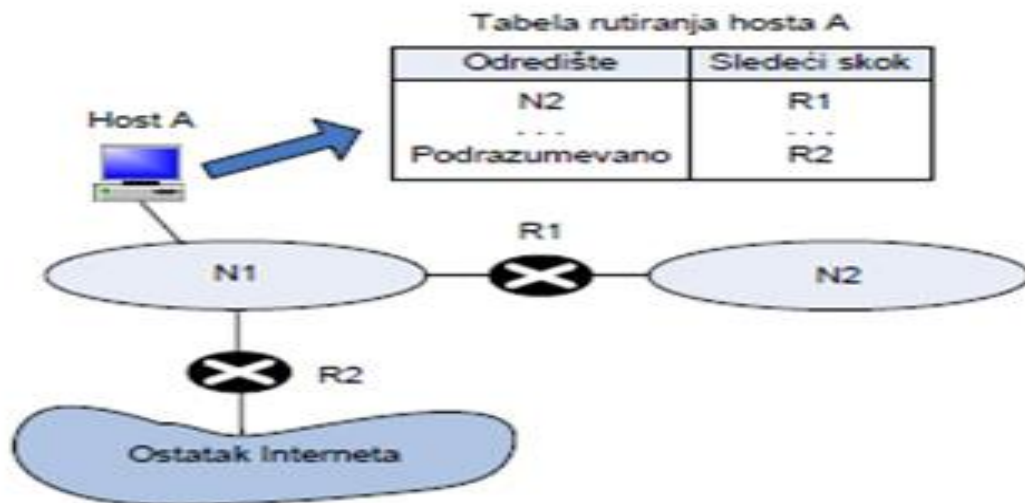 Tabela rutiranja hosta A
Odredište Sledeći skok
N2 R1
. . . . . .
Podrazumevano R2
Host A
R1
N1
N2
R2
Ostatak Interneta